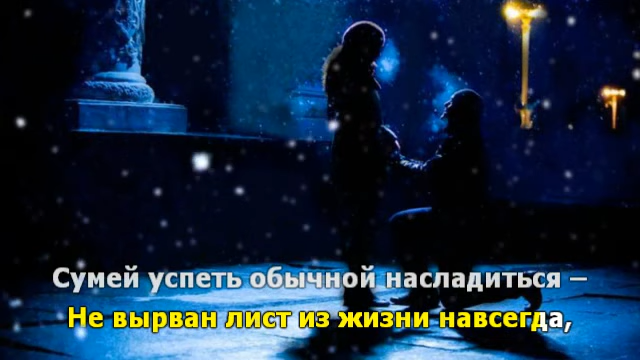 Сумей успеть обычной насладиться –
Не вырван лист из жизни навсегда,